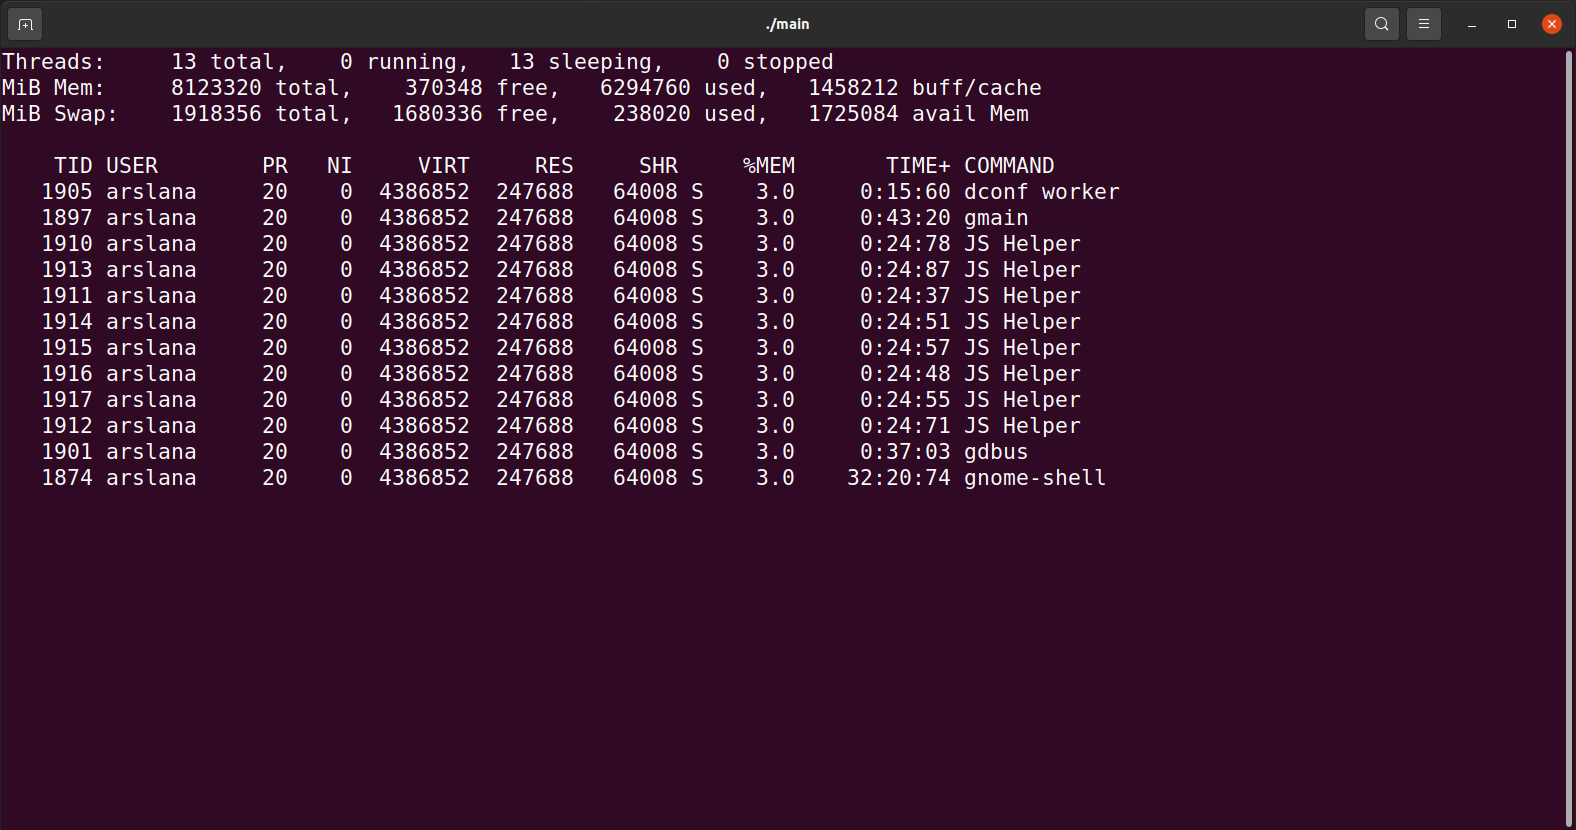 ./main
Threads:     13 total,    0 running,   13 sleeping,    0 stopped
MiB Mem:     8123320 total,    370348 free,   6294760 used,   1458212 buff/cache
MiB Swap:    1918356 total,   1680336 free,    238020 used,   1725084 avail Mem
    TID USER        PR   NI     VIRT     RES     SHR     %MEM       TIME+ COMMAND
   1905 arslana     20    0  4386852  247688   64008 S    3.0     0:15:60 dconf worker
   1897 arslana     20    0  4386852  247688   64008 S    3.0     0:43:20 gmain
   1910 arslana     20    0  4386852  247688   64008 S    3.0     0:24:78 JS Helper
   1913 arslana     20    0  4386852  247688   64008 S    3.0     0:24:87 JS Helper
   1911 arslana     20    0  4386852  247688   64008 S    3.0     0:24:37 JS Helper
   1914 arslana     20    0  4386852  247688   64008 S    3.0     0:24:51 JS Helper
   1915 arslana     20    0  4386852  247688   64008 S    3.0     0:24:57 JS Helper
   1916 arslana     20    0  4386852  247688   64008 S    3.0     0:24:48 JS Helper
   1917 arslana     20    0  4386852  247688   64008 S    3.0     0:24:55 JS Helper
   1912 arslana     20    0  4386852  247688   64008 S    3.0     0:24:71 JS Helper
   1901 arslana     20    0  4386852  247688   64008 S    3.0     0:37:03 gdbus
   1874 arslana     20    0  4386852  247688   64008 S    3.0    32:20:74 gnome-shell